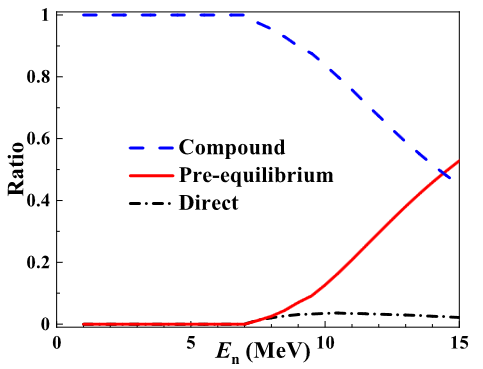 1
0.8
0.6
0.4
0.2
0
Ratio
Compound
Pre-equilibrium
Direct
0 5 10 15
En (MeV)